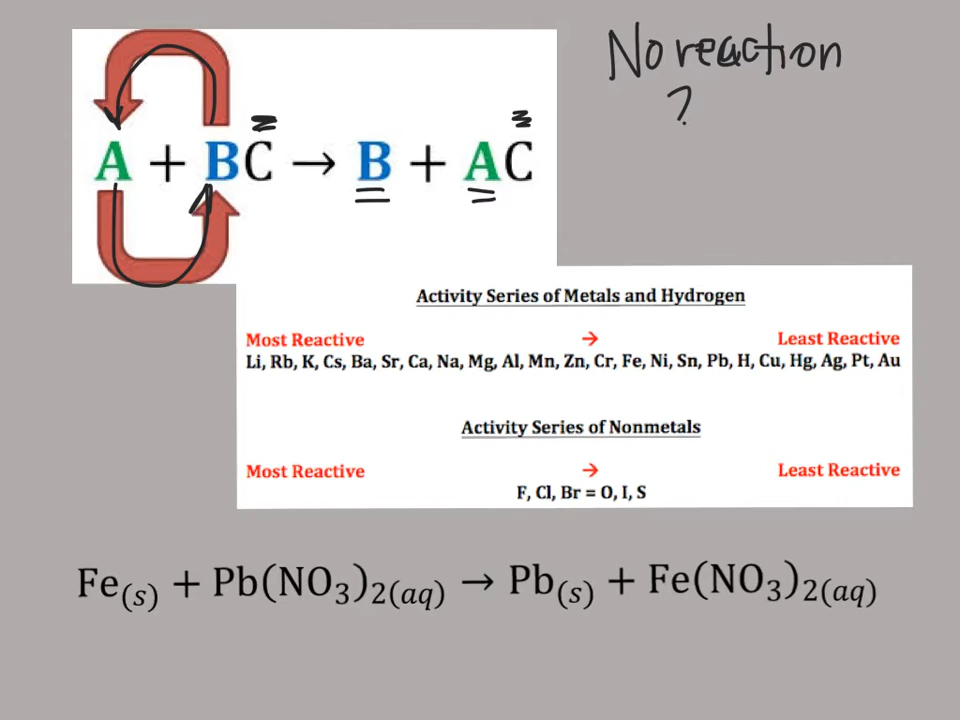 No reaction
?
A + BC → B + AC
Activity Series of Metals and Hydrogen
Most Reactive → Least Reactive
Li, Rb, K, Cs, Ba, Sr, Ca, Na, Mg, Al, Mn, Zn, Cr, Fe, Ni, Sn, Pb, H, Cu, Hg, Ag, Pt, Au
Activity Series of Nonmetals
Most Reactive → Least Reactive
F, Cl, Br = O, I, S
Fe(s) + Pb(NO3)2(aq) → Pb(s) + Fe(NO3)2(aq)